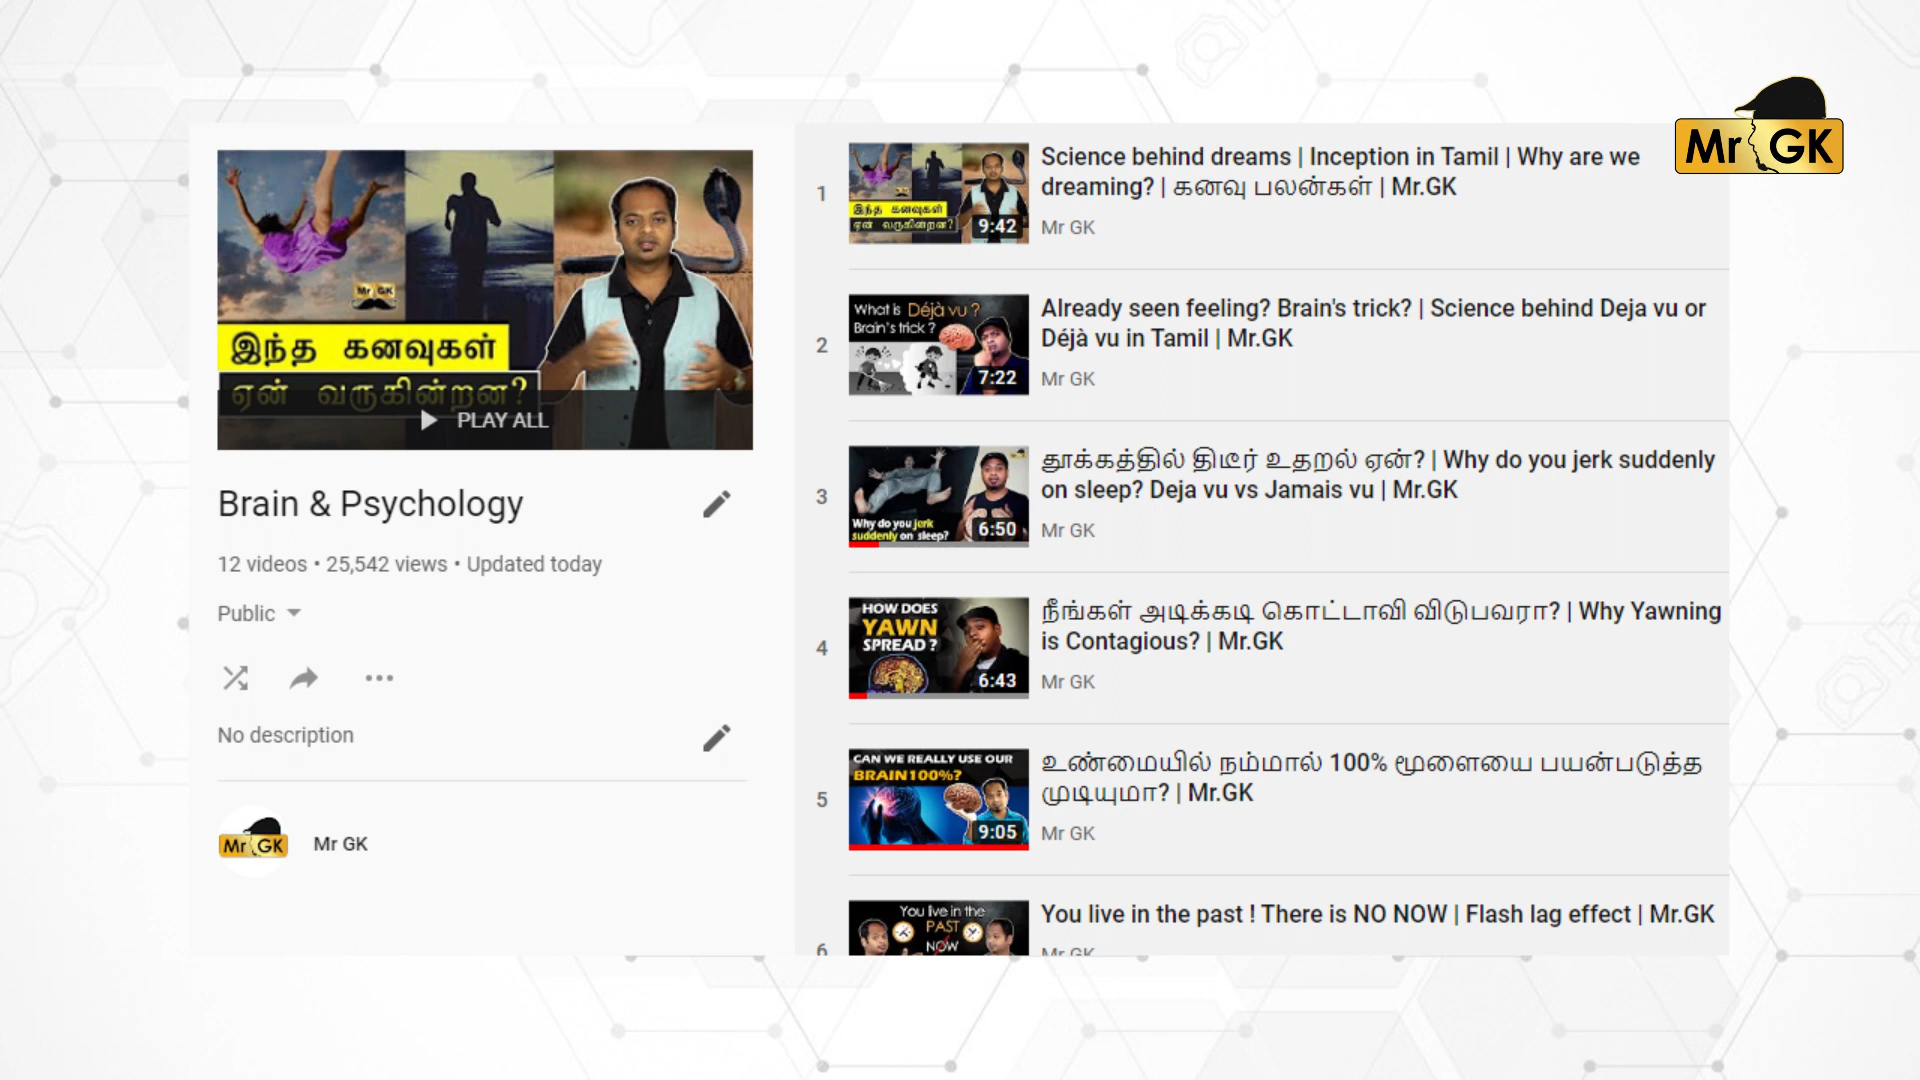 Mr GK
Mr GK
இந்த கனவுகள்
ஏன் வருகின்றன?
PLAY ALL
Brain & Psychology
12 videos • 25,542 views • Updated today
Public
No description
Mr GK
Mr GK
1
இந்த கனவுகள்
ஏன் வருகின்றன?
9:42
Science behind dreams | Inception in Tamil | Why are we
dreaming? | கனவு பலன்கள் | Mr.GK
Mr GK
2
What is Déjà vu ?
Brain's trick ?
7:22
Already seen feeling? Brain's trick? | Science behind Deja vu or
Déjà vu in Tamil | Mr.GK
Mr GK
3
Why do you jerk
suddenly on sleep?
6:50
தூக்கத்தில் திடீர் உதறல் ஏன்? | Why do you jerk suddenly
on sleep? Deja vu vs Jamais vu | Mr.GK
Mr GK
4
HOW DOES
YAWN
SPREAD ?
6:43
நீங்கள் அடிக்கடி கொட்டாவி விடுபவரா? | Why Yawning
is Contagious? | Mr.GK
Mr GK
5
CAN WE REALLY USE OUR
BRAIN 100%?
9:05
உண்மையில் நம்மால் 100% மூளையை பயன்படுத்த
முடியுமா? | Mr.GK
Mr GK
6
You live in the
PAST
NOW
You live in the past ! There is NO NOW | Flash lag effect | Mr.GK
Mr GK